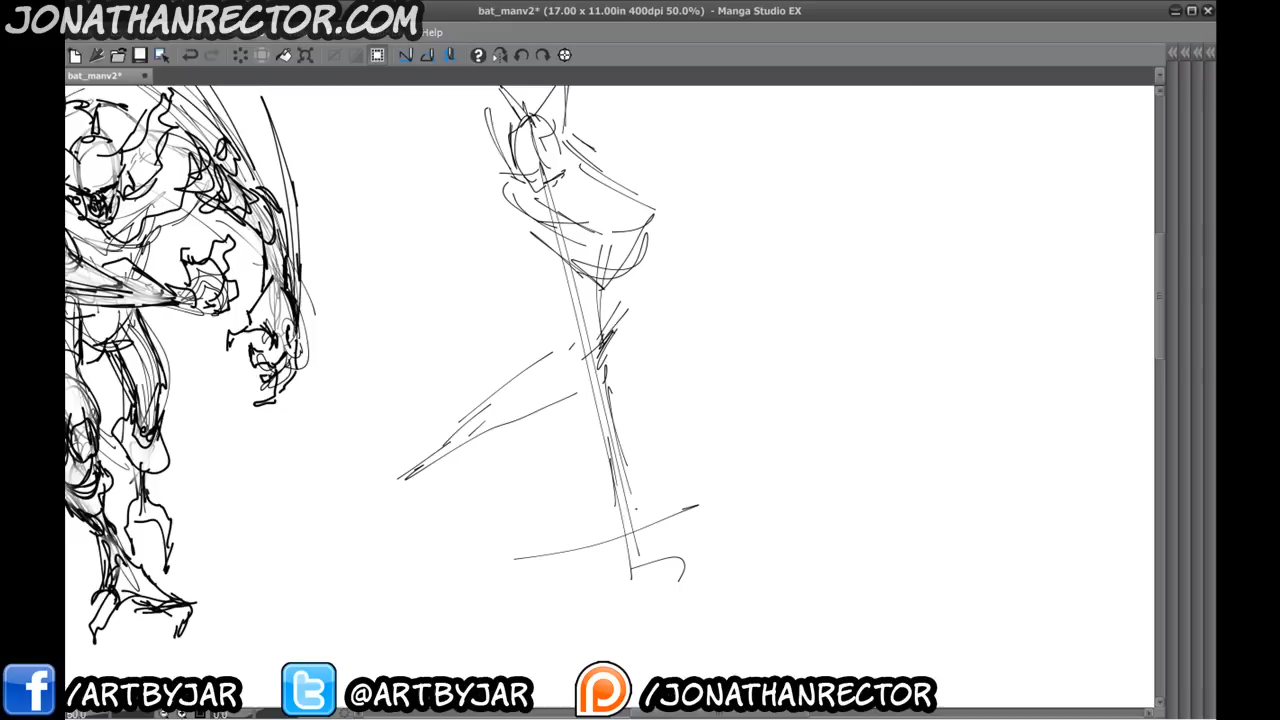 JONATHANRECTOR.COM
bat_manv2* (17.00 x 11.00in 400dpi 50.0%) - Manga Studio EX
Help
bat_manv2*
/ARTBYJAR @ARTBYJAR /JONATHANRECTOR